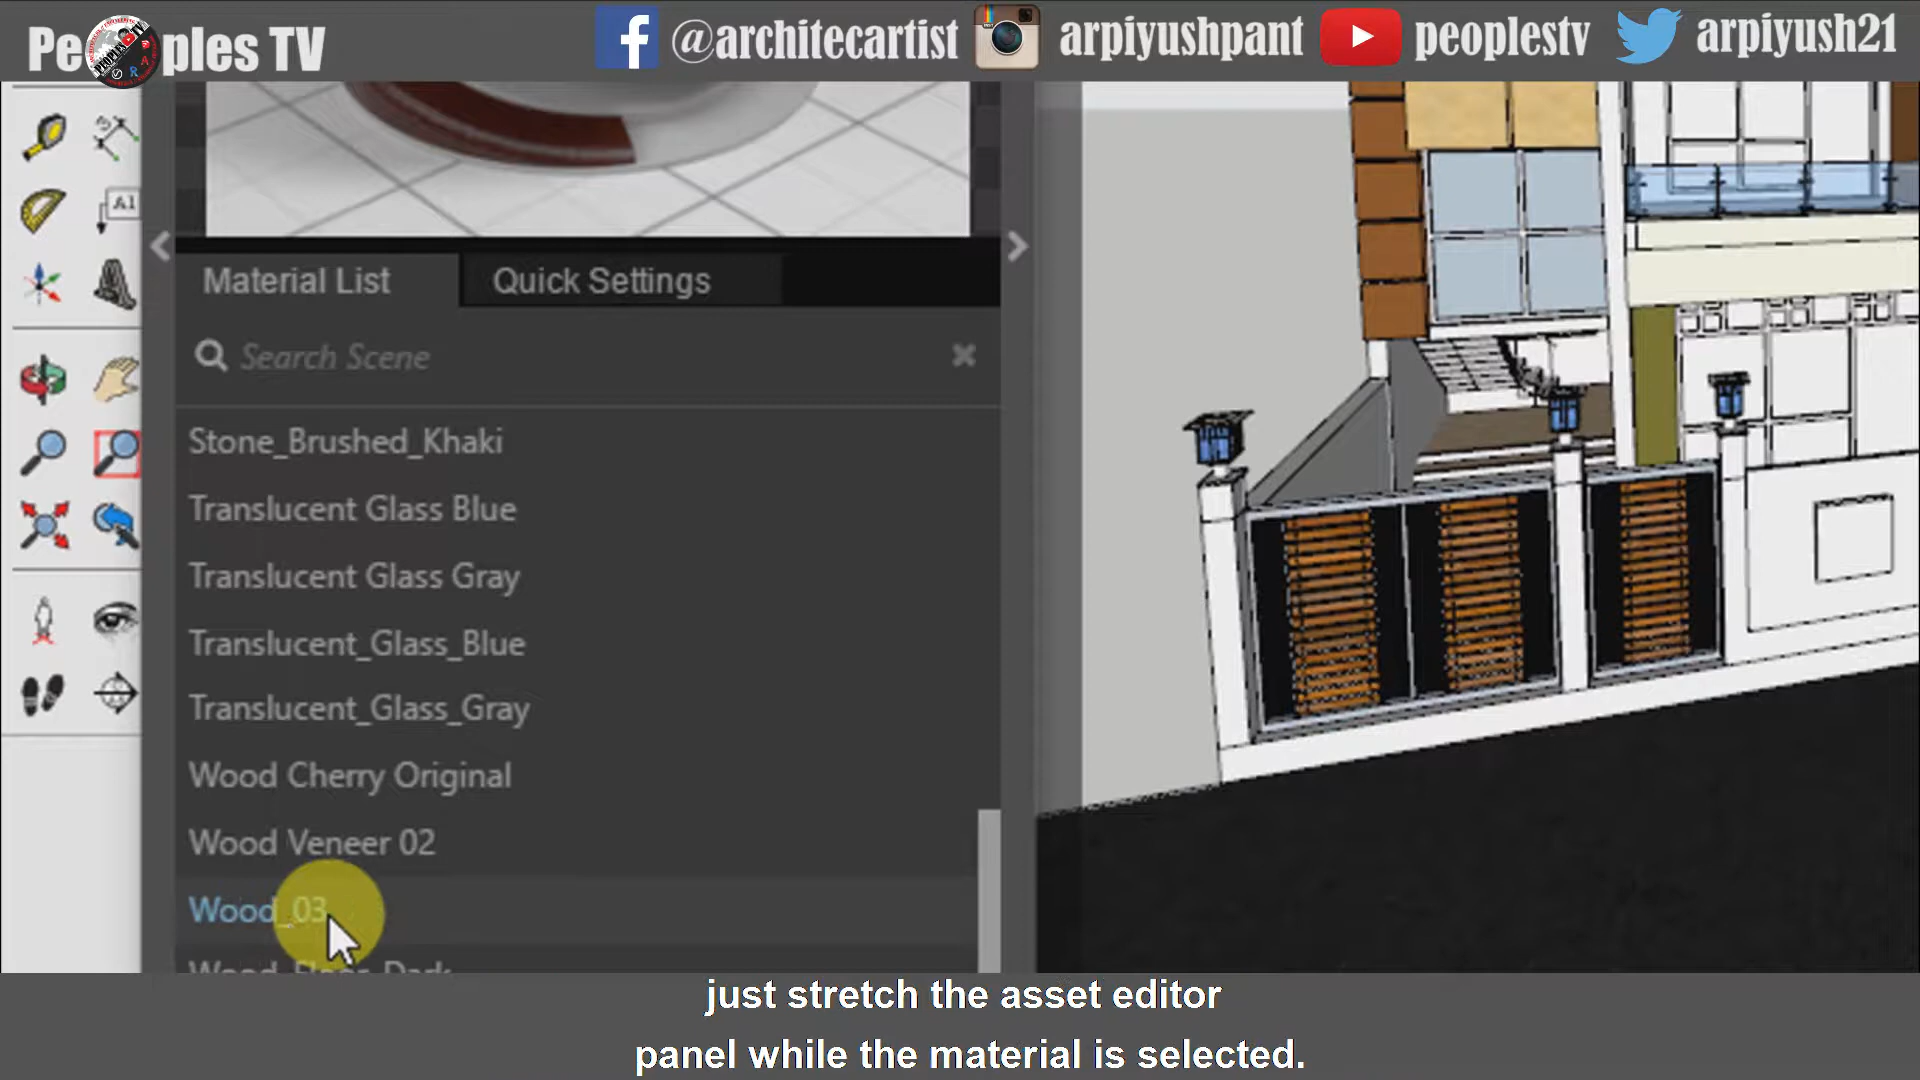 Peoples TV
@architecartist
arpiyushpant
peoplestv
arpiyush21
A1
Material List
Quick Settings
Search Scene
Stone_Brushed_Khaki
Translucent Glass Blue
Translucent Glass Gray
Translucent_Glass_Blue
Translucent_Glass_Gray
Wood Cherry Original
Wood Veneer 02
Wood_03
Wood_Floor_Dark
just stretch the asset editor
panel while the material is selected.